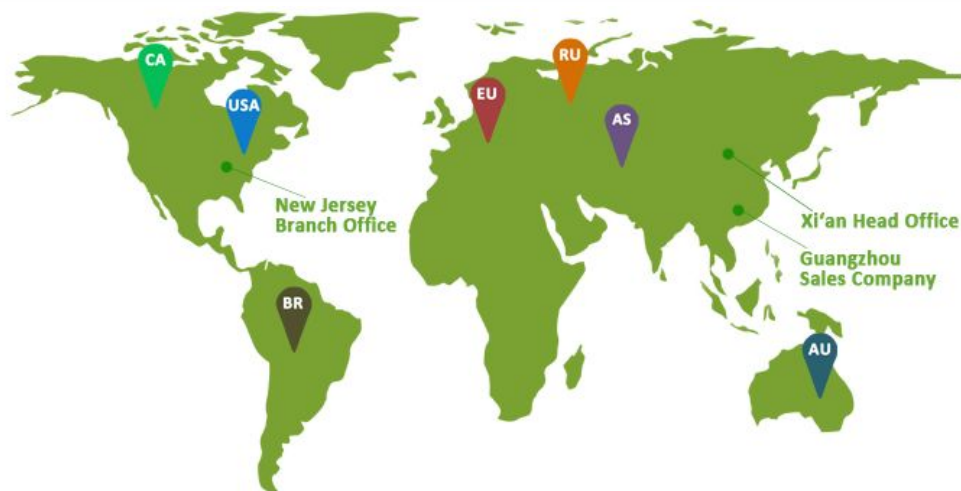 CA
RU
USA
EU
AS
New Jersey
Branch Office
Xi'an Head Office
Guangzhou
Sales Company
BR
AU